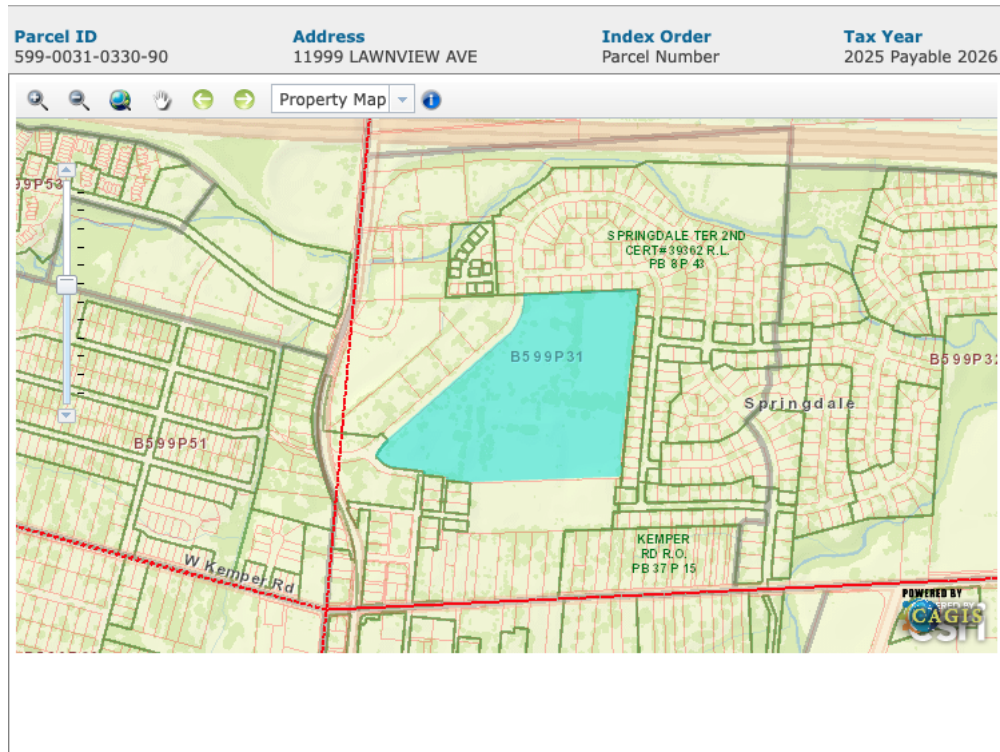 Parcel ID
599-0031-0330-90
Address
11999 LAWNVIEW AVE
Index Order
Parcel Number
Tax Year
2025 Payable 2026
Property Map
SPRINGDALE TER 2ND
CERT#39362 R.L.
PB 8 P 43
B599P31
B599P32
Springdale
B599P51
W Kemper Rd
KEMPER
RD R.O.
PB 37 P 15
POWERED BY
CAGIS
esri